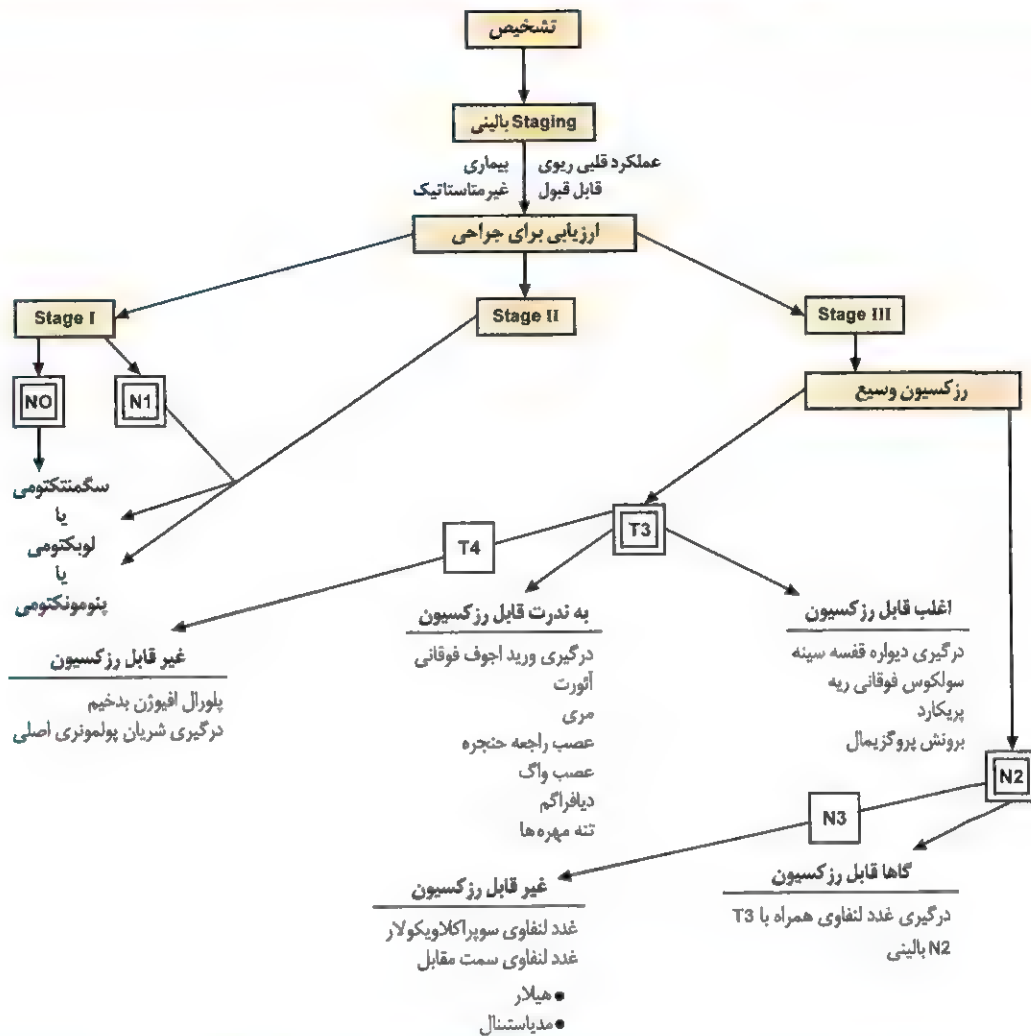 تشخیص
Staging بالینی
عملکرد قلبی ریوی
قابل قبول
بیماری
غیرمتاستاتیک
ارزیابی برای جراحی
Stage I
Stage II
Stage III
رزکسیون وسیع
NO
N1
سگمنتکتومی
یا
لوبکتومی
یا
پنومونکتومی
T3
T4
اغلب قابل رزکسیون
درگیری دیواره قفسه سینه
سولکوس فوقانی ریه
پریکارد
برونش پروگزیمال
به ندرت قابل رزکسیون
درگیری ورید اجوف فوقانی
آئورت
مری
عصب راجعه حنجره
عصب واگ
دیافراگم
تنه مهره‌ها
غیر قابل رزکسیون
پلورال افیوژن بدخیم
درگیری شریان پولمونری اصلی
N2
N3
گاها قابل رزکسیون
درگیری غدد لنفاوی همراه با T3
N2 بالینی
غیر قابل رزکسیون
غدد لنفاوی سوپراکلاویکولار
غدد لنفاوی سمت مقابل
● هیلار
● مدیاستنال